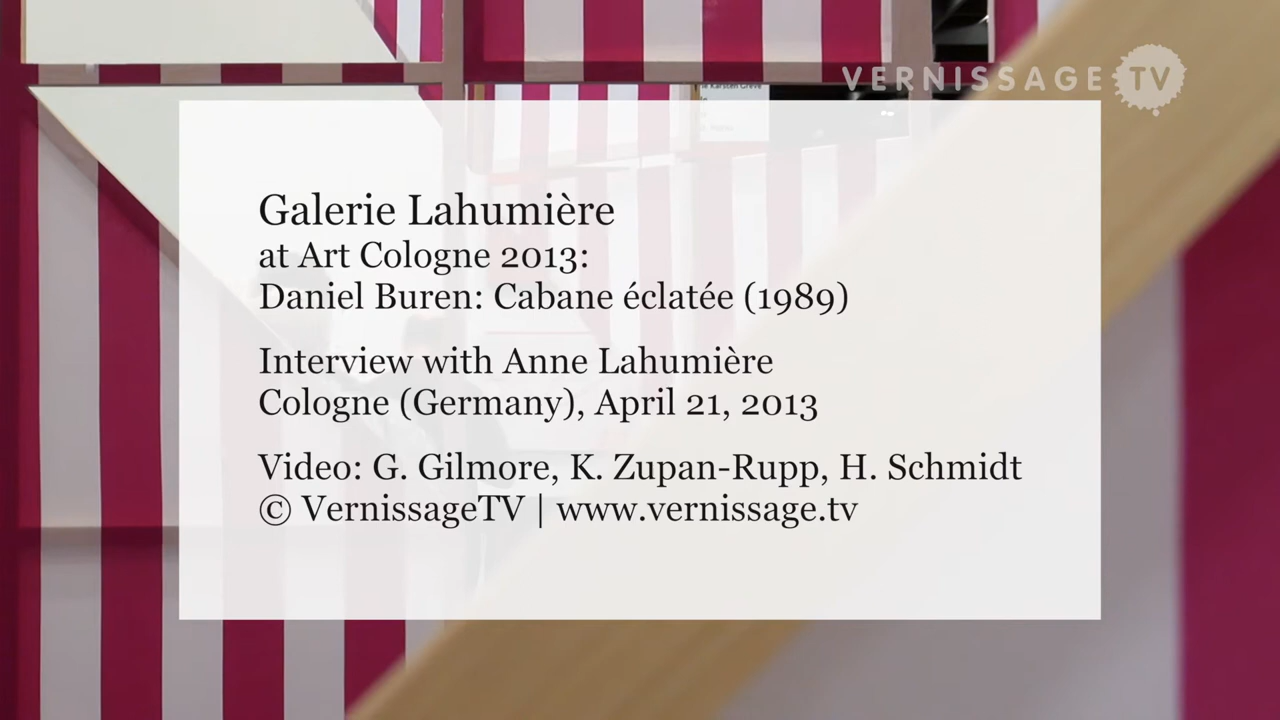 VERNISSAGE TV
Galerie Lahumière
at Art Cologne 2013:
Daniel Buren: Cabane éclatée (1989)
Interview with Anne Lahumière
Cologne (Germany), April 21, 2013
Video: G. Gilmore, K. Zupan-Rupp, H. Schmidt
© VernissageTV | www.vernissage.tv